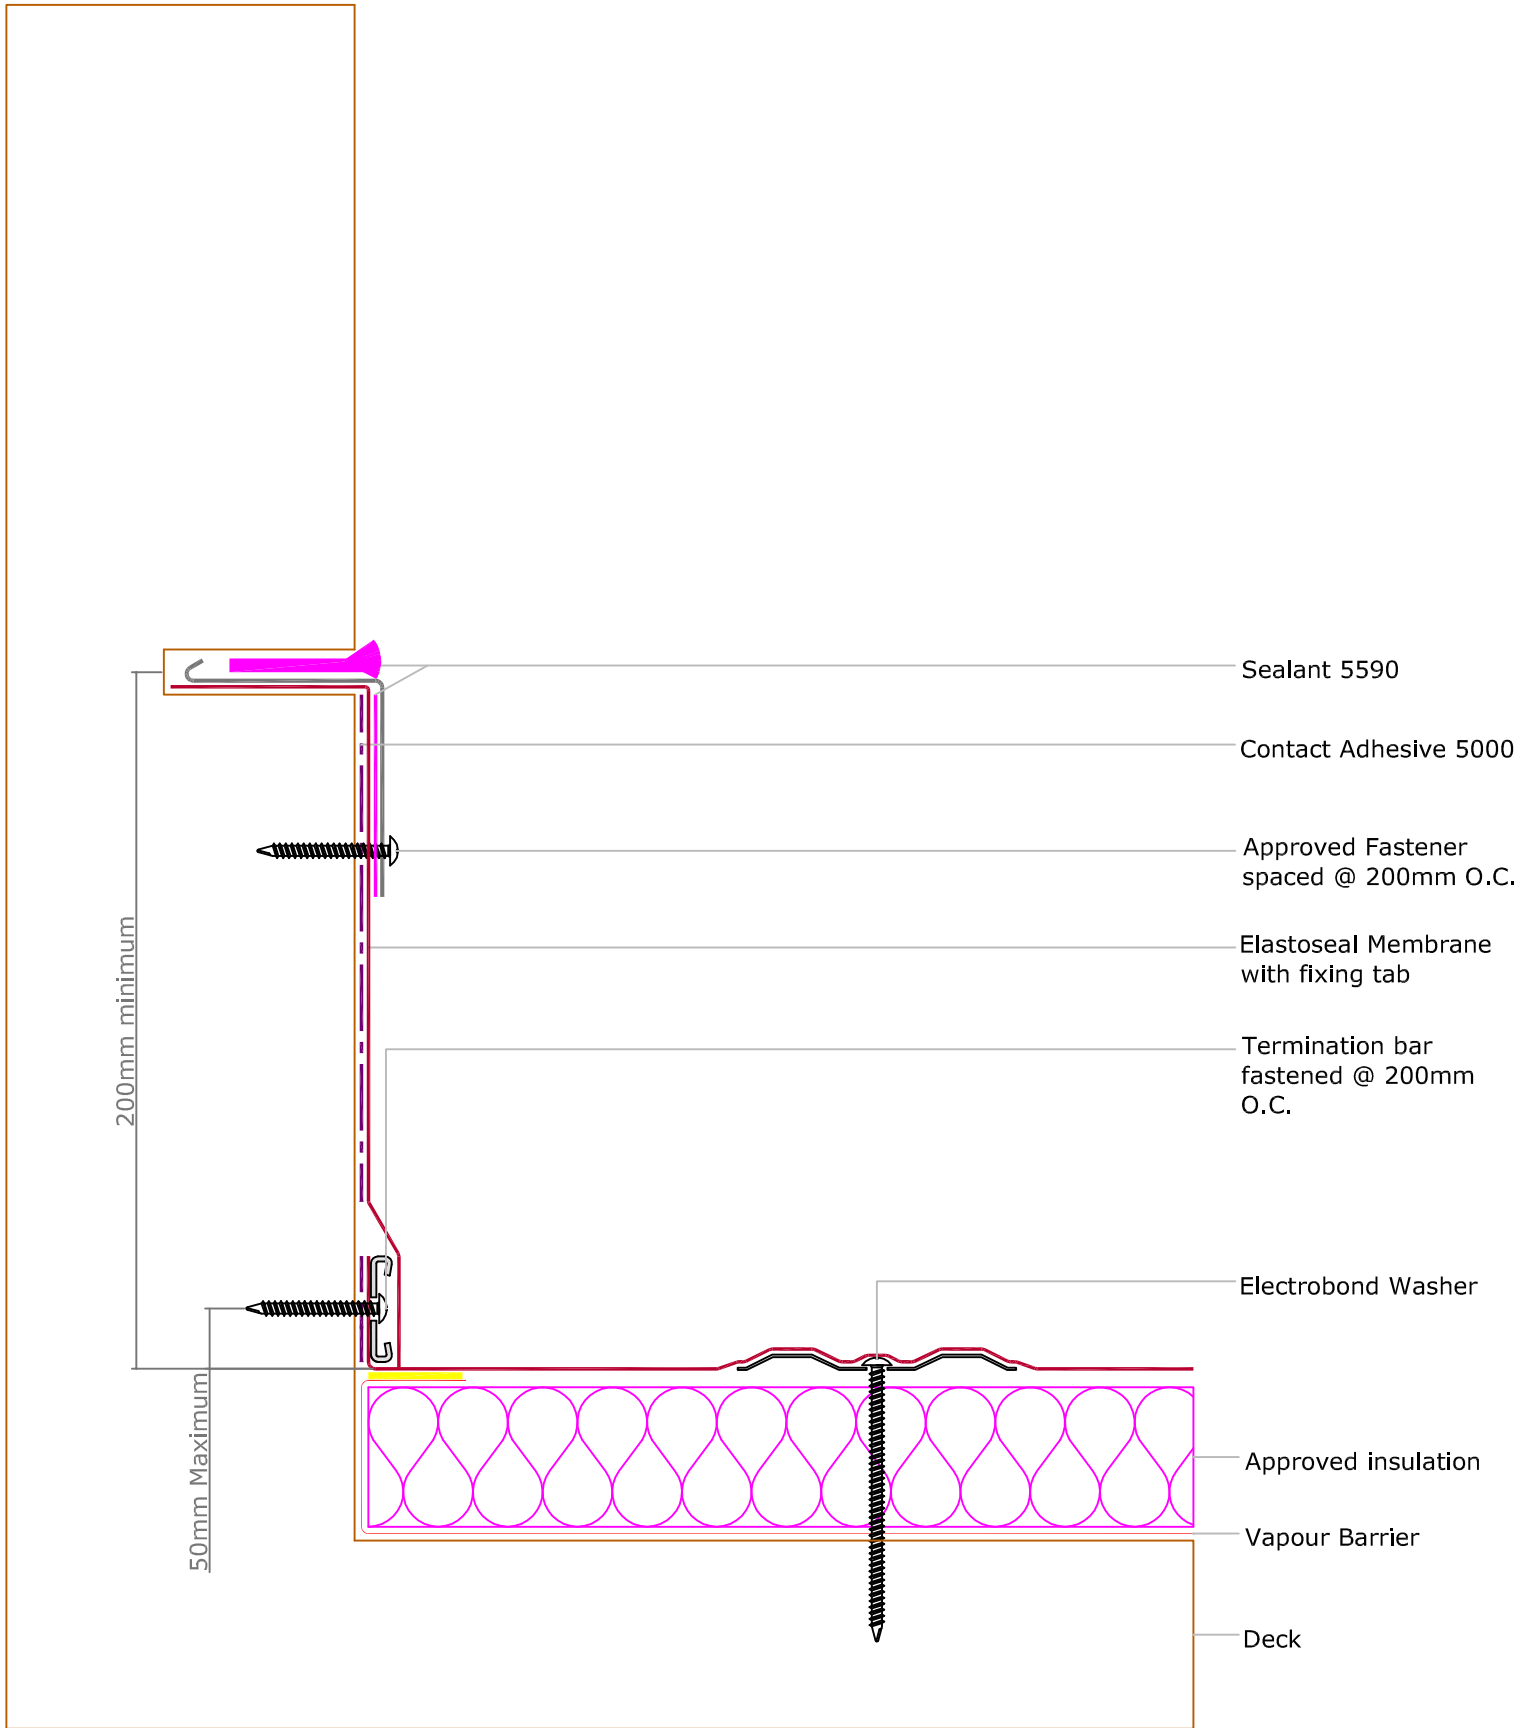 Sealant 5590
Contact Adhesive 5000
Approved Fastener
spaced @ 200mm O.C.
Elastoseal Membrane
with fixing tab
Termination bar
fastened @ 200mm
O.C.
200mm minimum
Electrobond Washer
50mm Maximum
Approved insulation
Vapour Barrier
Deck